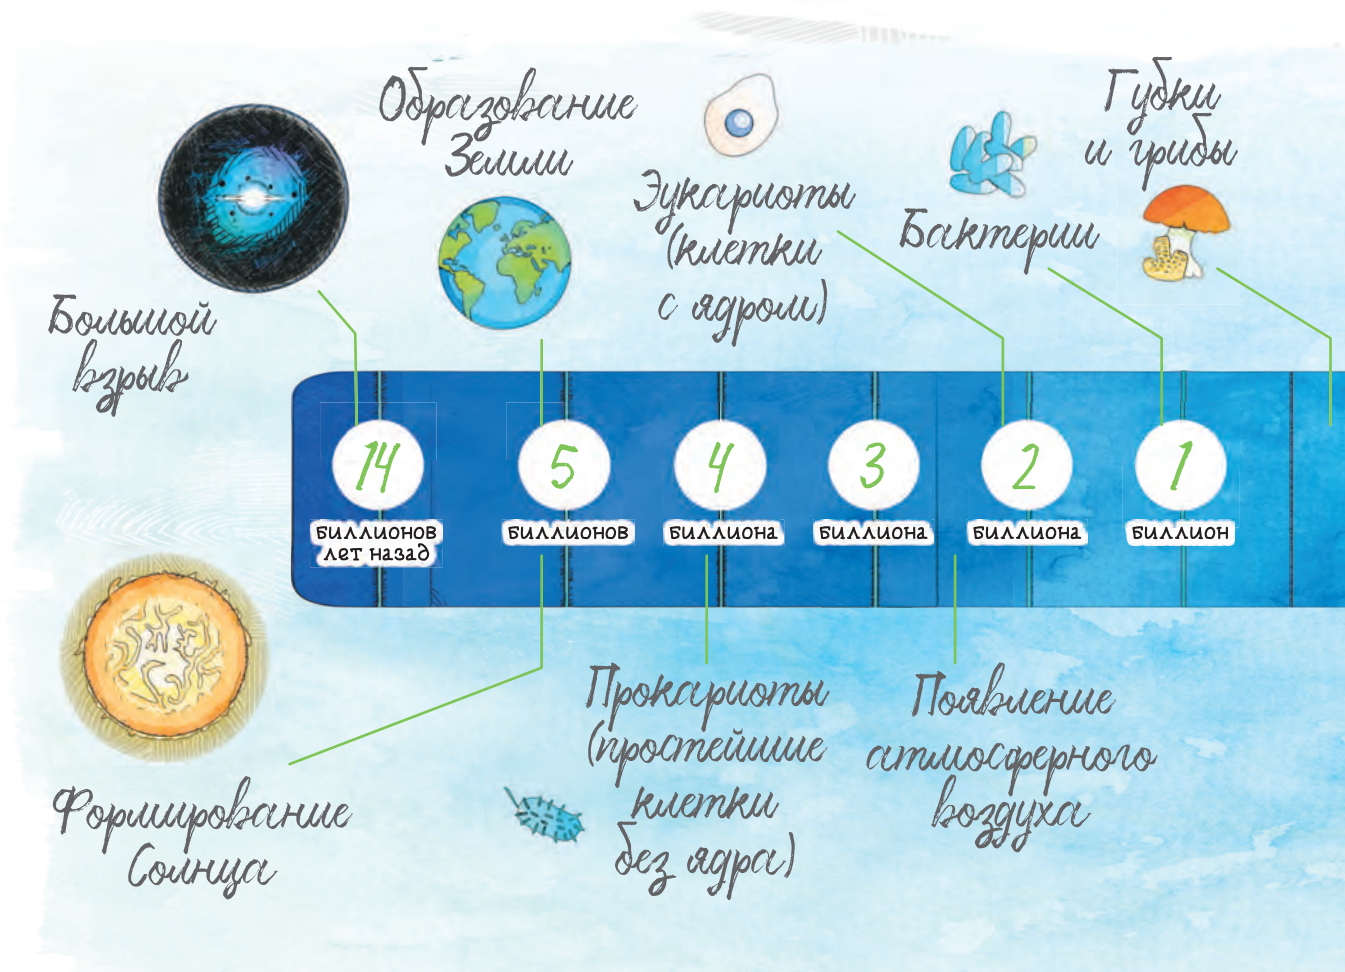 Образование
Земли
Эукариоты
(клетки
с ядром)
Бактерии
Губки
и грибы
Большой
взрыв
14
биллионов
лет назад
5
биллионов
4
биллиона
3
биллиона
2
биллиона
1
биллион
Формирование
Солнца
Прокариоты
(простейшие
клетки
без ядра)
Появление
атмосферного
воздуха